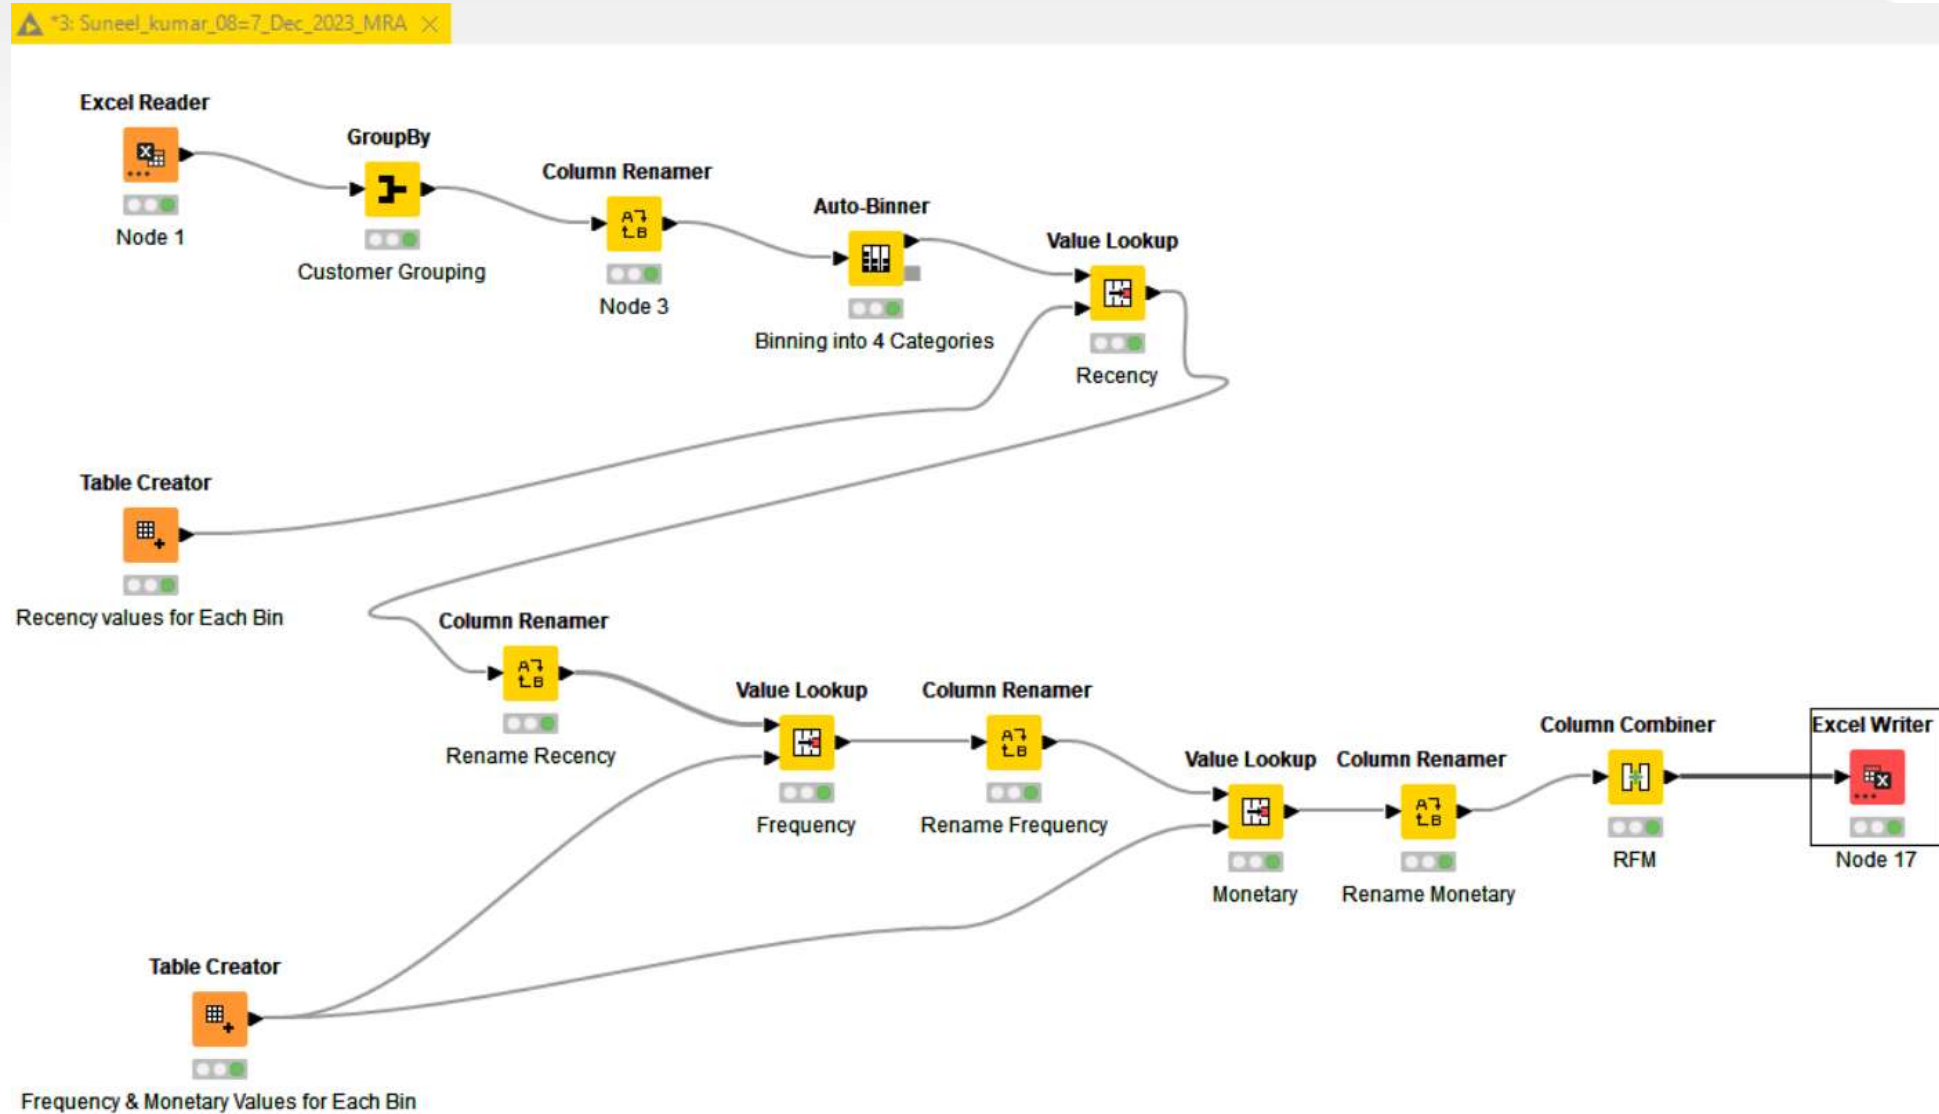 *3: Suneel_kumar_08=7_Dec_2023_MRA
Excel Reader
Node 1
GroupBy
Customer Grouping
Column Renamer
Node 3
Auto-Binner
Binning into 4 Categories
Value Lookup
Recency
Table Creator
Recency values for Each Bin
Column Renamer
Rename Recency
Value Lookup
Frequency
Column Renamer
Rename Frequency
Value Lookup
Monetary
Column Renamer
Rename Monetary
Column Combiner
RFM
Excel Writer
Node 17
Table Creator
Frequency & Monetary Values for Each Bin